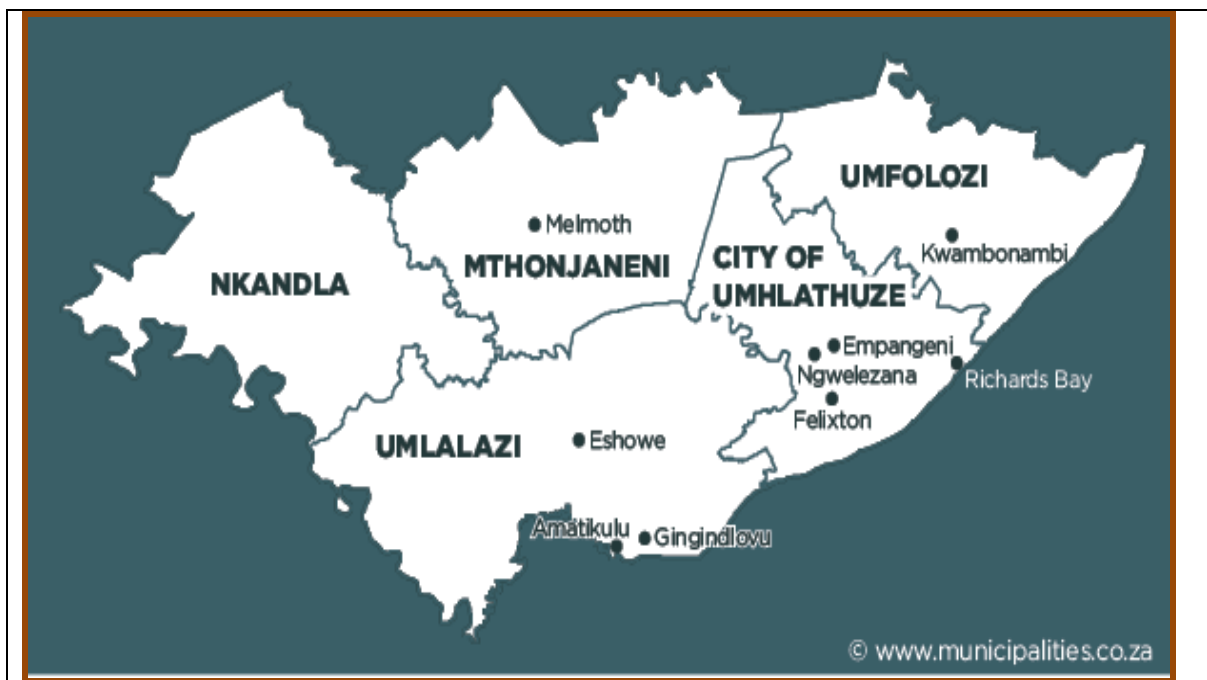 UMFOLOZI
Melmoth
Kwambonambi
MTHONJANENI
CITY OF
UMHLATHUZE
NKANDLA
Empangeni
Ngwelezana
Richards Bay
Felixton
UMLALAZI
Eshowe
Amatikulu
Gingindlovu
© www.municipalities.co.za